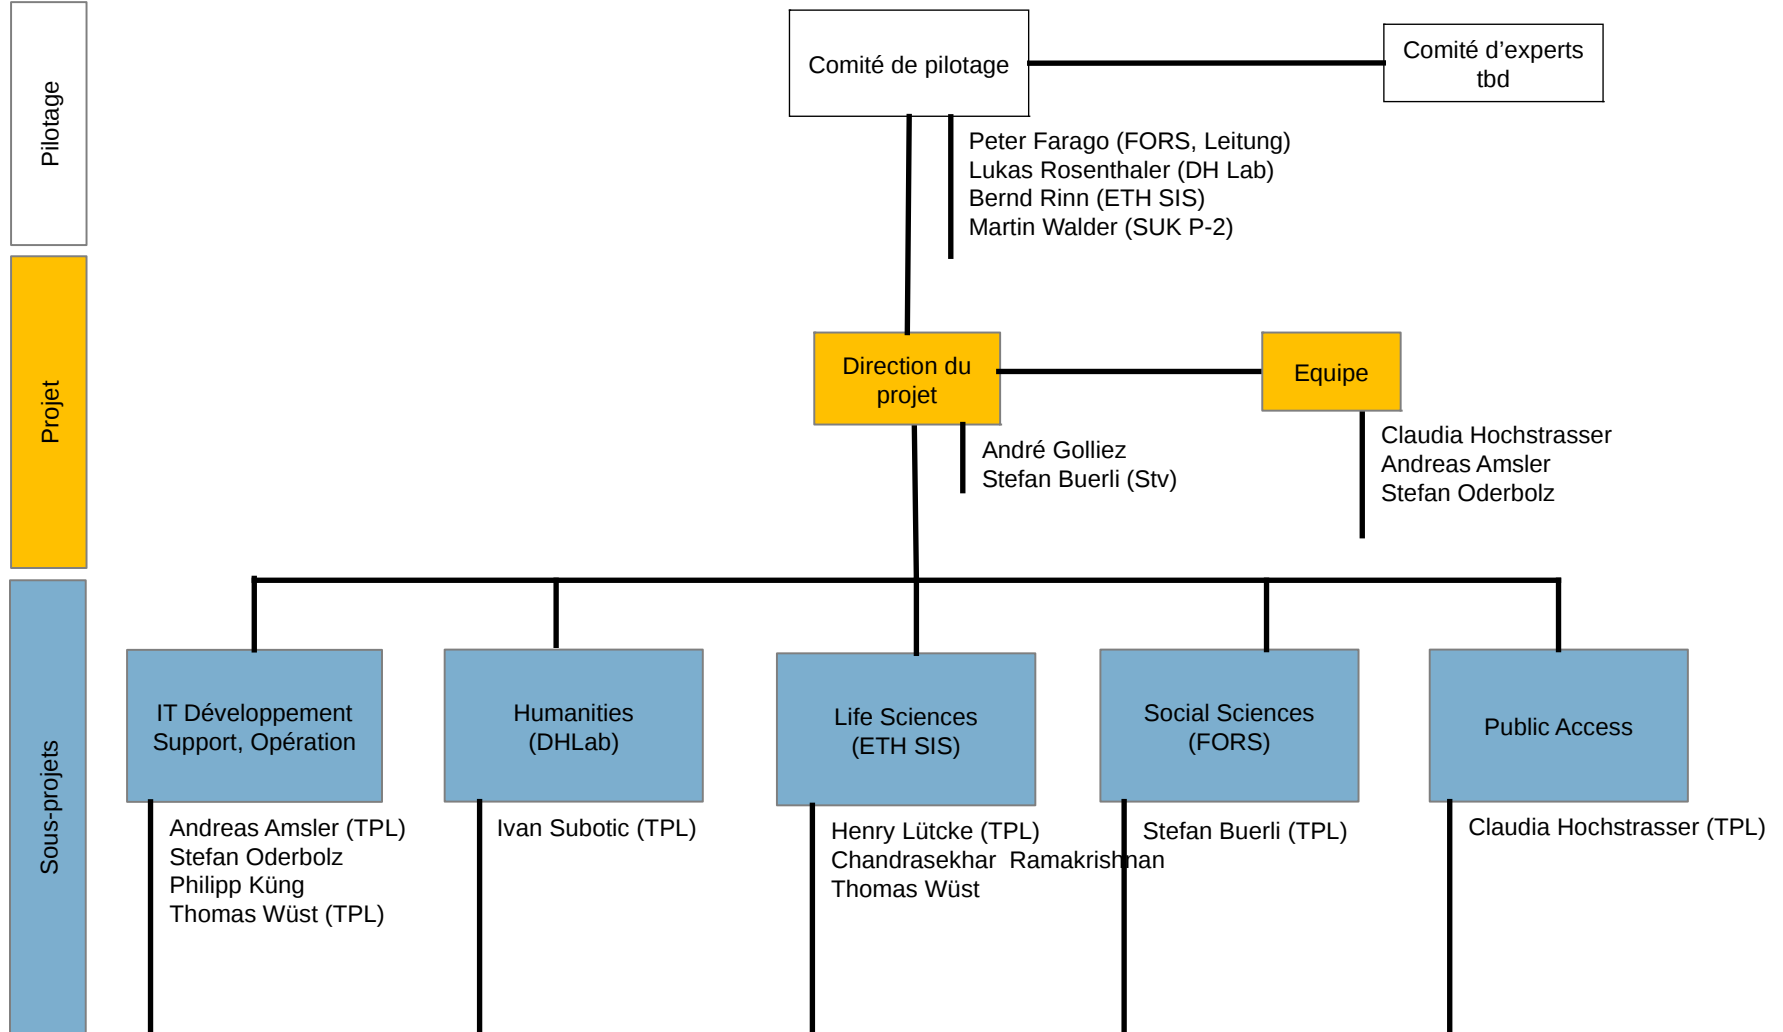 Pilotage
Comité de pilotage
Comité d’experts
tbd
Peter Farago (FORS, Leitung)
Lukas Rosenthaler (DH Lab)
Bernd Rinn (ETH SIS)
Martin Walder (SUK P-2)
Projet
Direction du
projet
Equipe
André Golliez
Stefan Buerli (Stv)
Claudia Hochstrasser
Andreas Amsler
Stefan Oderbolz
Sous-projets
IT Développement
Support, Opération
Humanities
(DHLab)
Life Sciences
(ETH SIS)
Social Sciences
(FORS)
Public Access
Andreas Amsler (TPL)
Stefan Oderbolz
Philipp Küng
Thomas Wüst (TPL)
Ivan Subotic (TPL)
Henry Lütcke (TPL)
Chandrasekhar  Ramakrishnan
Thomas Wüst
Stefan Buerli (TPL)
Claudia Hochstrasser (TPL)